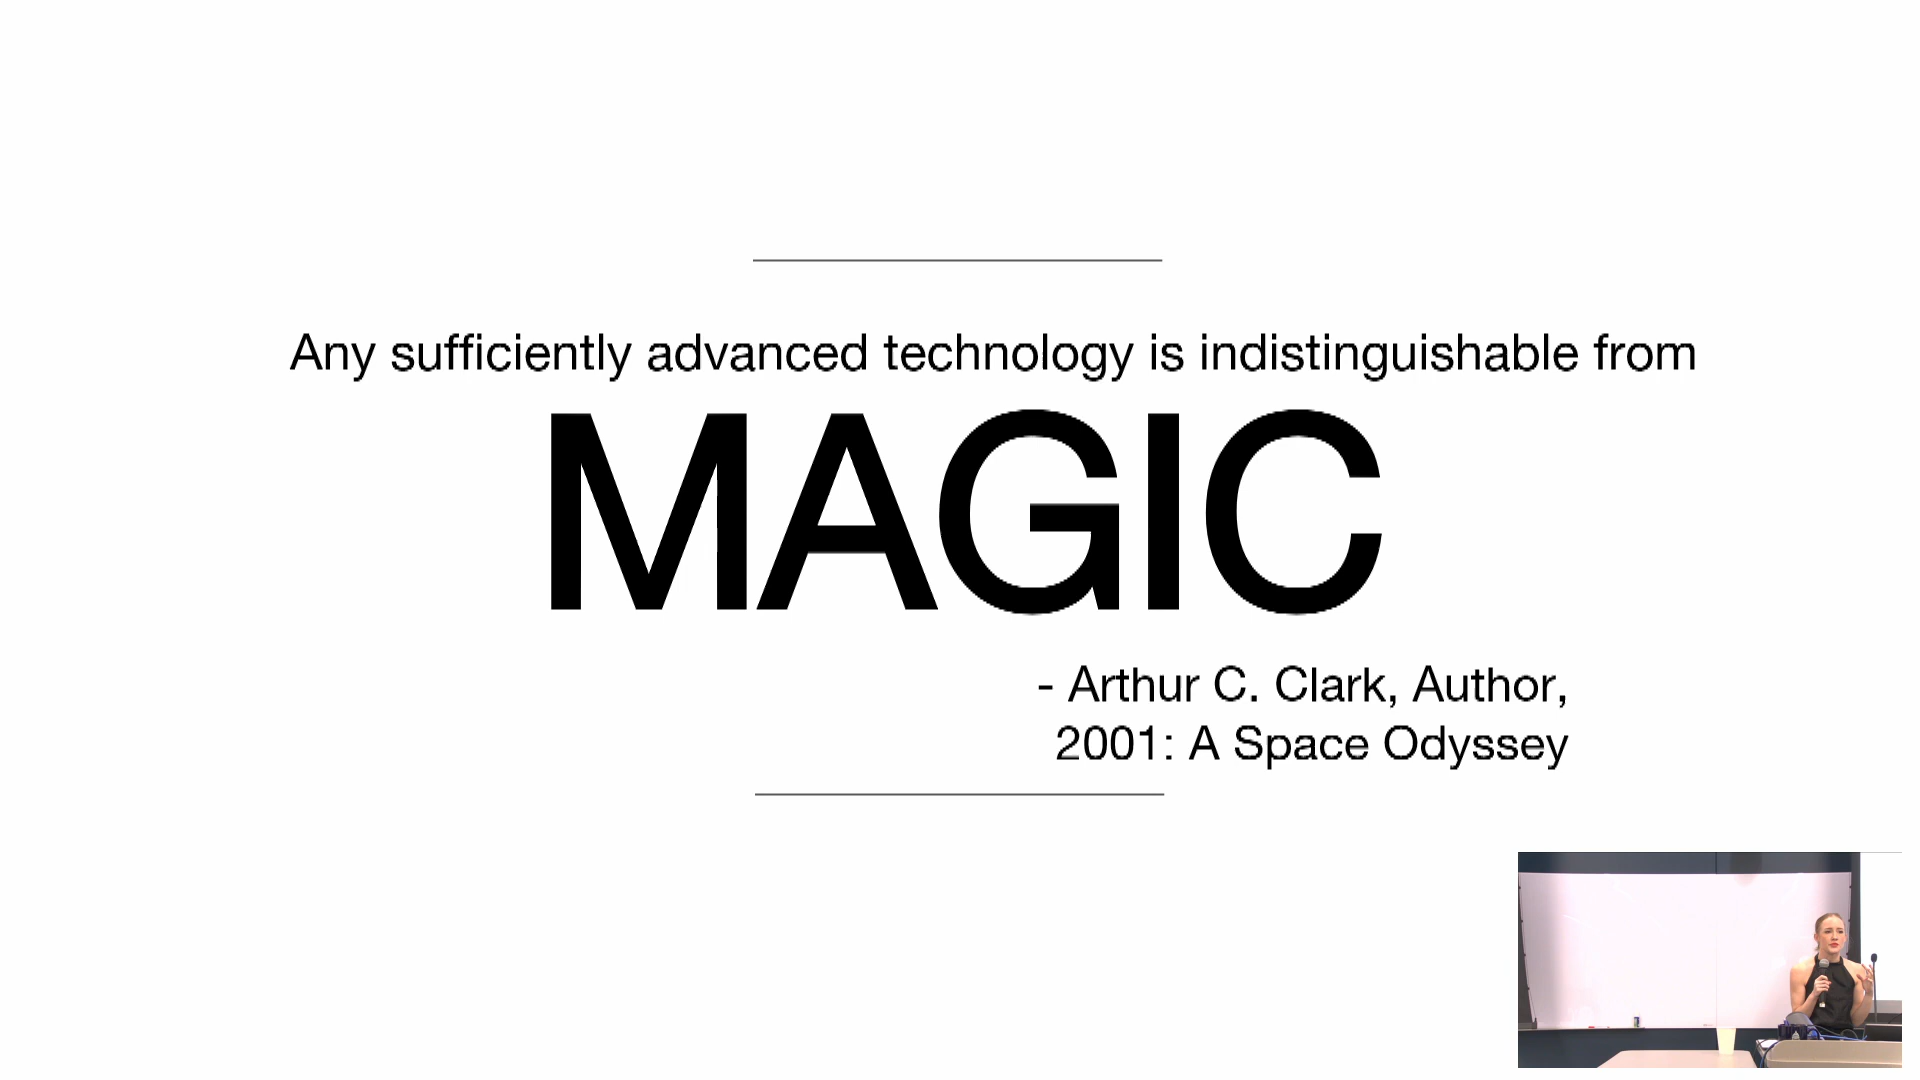 Any sufficiently advanced technology is indistinguishable from
MAGIC
- Arthur C. Clark, Author,
2001: A Space Odyssey